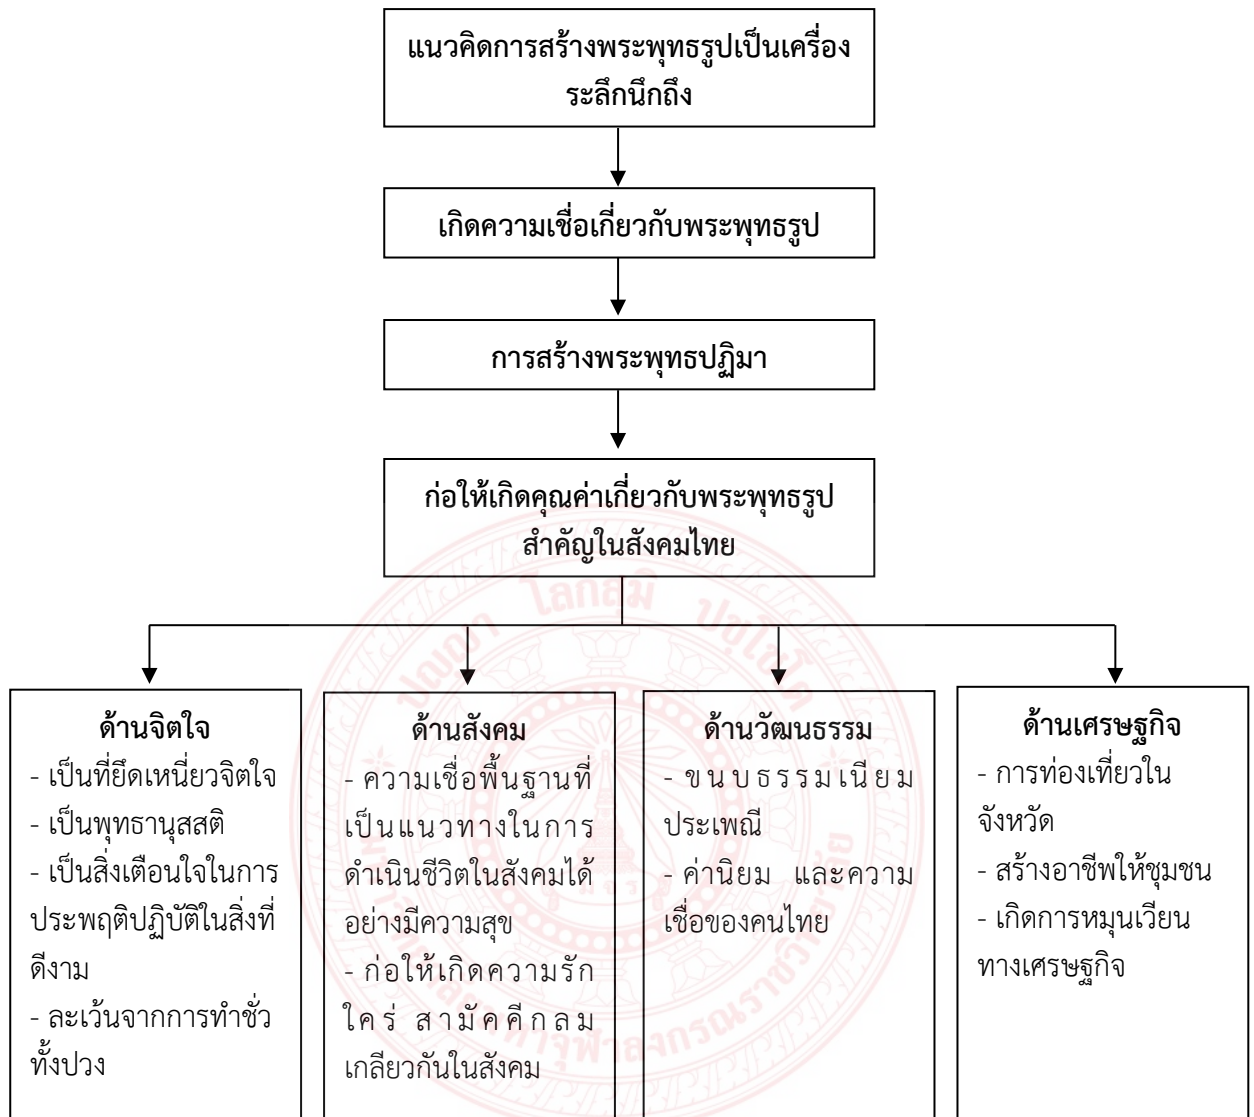 แนวคิดการสร้างพระพุทธรูปเป็นเครื่อง
ระลึกนึกถึง
เกิดความเชื่อเกี่ยวกับพระพุทธรูป
การสร้างพระพุทธปฏิมา
ก่อให้เกิดคุณค่าเกี่ยวกับพระพุทธรูป
สำคัญในสังคมไทย
ด้านจิตใจ
- เป็นที่ยึดเหนี่ยวจิตใจ
- เป็นพุทธานุสสติ
- เป็นสิ่งเตือนใจในการ
ประพฤติปฏิบัติในสิ่งที่
ดีงาม
- ละเว้นจากการทำชั่ว
ทั้งปวง
ด้านสังคม
- ความเชื่อพื้นฐานที่
เป็นแนวทางในการ
ดำเนินชีวิตในสังคมได้
อย่างมีความสุข
- ก่อให้เกิดความรัก
ใคร่ สามัคคีกลม
เกลียวกันในสังคม
ด้านวัฒนธรรม
- ขนบธรรมเนียม
ประเพณี
- ค่านิยม และความ
เชื่อของคนไทย
ด้านเศรษฐกิจ
- การท่องเที่ยวใน
จังหวัด
- สร้างอาชีพให้ชุมชน
- เกิดการหมุนเวียน
ทางเศรษฐกิจ
ปญฺญา โลกสฺมิ ปชฺโชโต